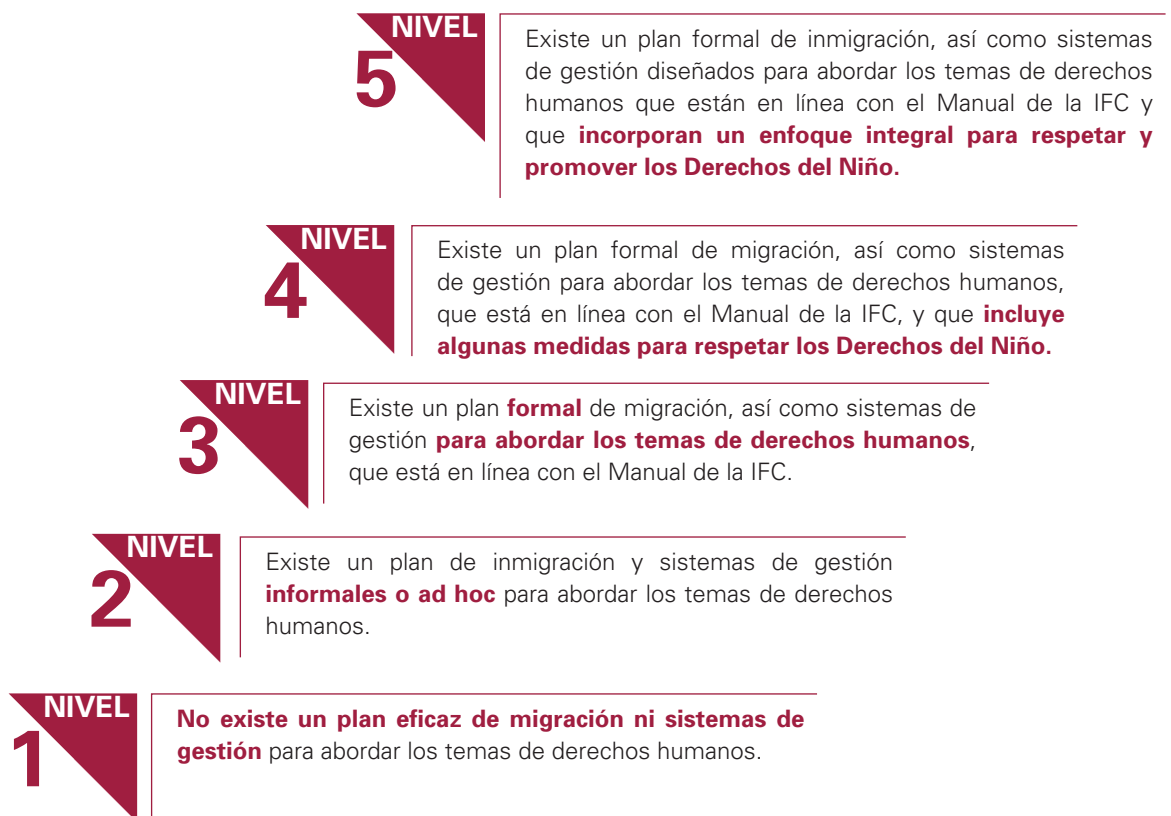 NIVEL
5
Existe un plan formal de inmigración, así como sistemas
de gestión diseñados para abordar los temas de derechos
humanos que están en línea con el Manual de la IFC y
que incorporan un enfoque integral para respetar y
promover los Derechos del Niño.
NIVEL
4
Existe un plan formal de migración, así como sistemas
de gestión para abordar los temas de derechos humanos,
que está en línea con el Manual de la IFC, y que incluye
algunas medidas para respetar los Derechos del Niño.
NIVEL
3
Existe un plan formal de migración, así como sistemas de
gestión para abordar los temas de derechos humanos,
que está en línea con el Manual de la IFC.
NIVEL
2
Existe un plan de inmigración y sistemas de gestión
informales o ad hoc para abordar los temas de derechos
humanos.
NIVEL
1
No existe un plan eficaz de migración ni sistemas de
gestión para abordar los temas de derechos humanos.